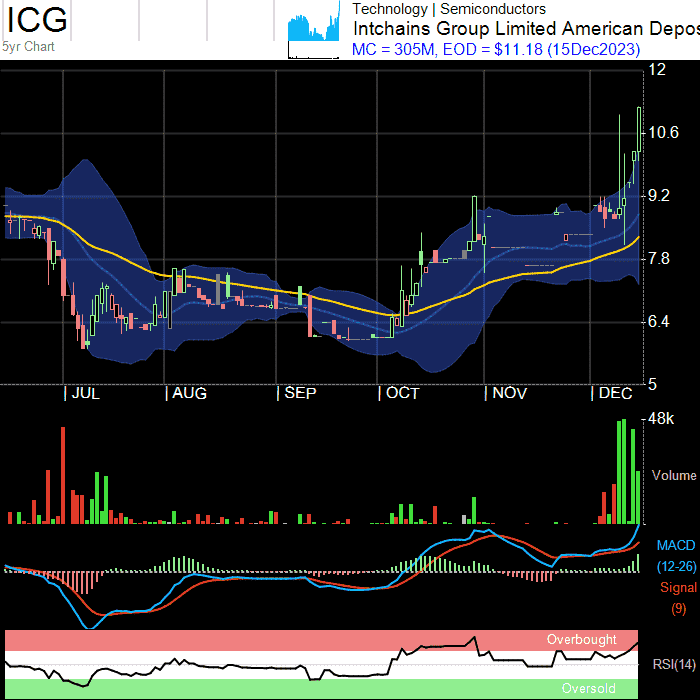 ICG
Technology | Semiconductors
Intchains Group Limited American Depos
5yr Chart
MC = 305M, EOD = $11.18 (15Dec2023)
12
10.6
9.2
7.8
6.4
5
| JUL | AUG | SEP | OCT | NOV | DEC
48k
Volume
MACD
(12-26)
Signal
(9)
Overbought
RSI(14)
Oversold